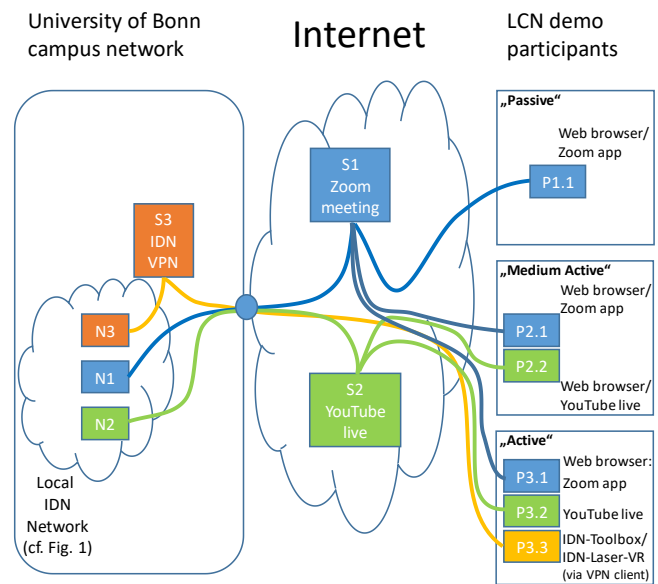 University of Bonn
campus network
Internet
LCN demo
participants
„Passive“
Web browser/
Zoom app
P1.1
S1
Zoom
meeting
S3
IDN
VPN
„Medium Active“
Web browser/
Zoom app
P2.1
P2.2
Web browser/
YouTube live
N3
N1
N2
S2
YouTube
live
Local
IDN
Network
(cf. Fig. 1)
„Active“
Web browser:
Zoom app
P3.1
P3.2
YouTube live
P3.3
IDN-Toolbox/
IDN-Laser-VR
(via VPN client)